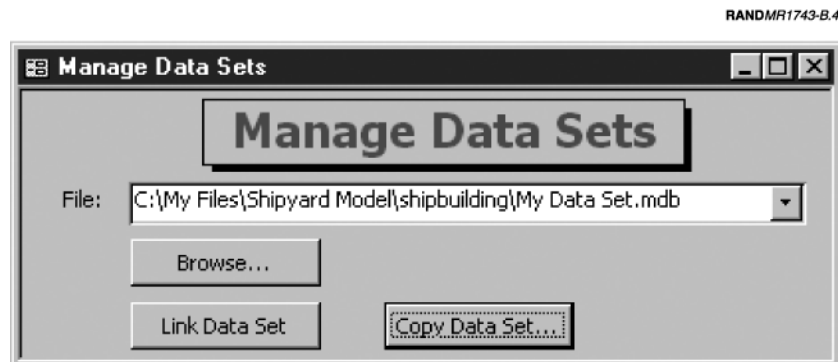 RANDMR1743-B.4
Manage Data Sets
Manage Data Sets
File: C:\My Files\Shipyard Model\shipbuilding\My Data Set.mdb
Browse...
Link Data Set Copy Data Set...